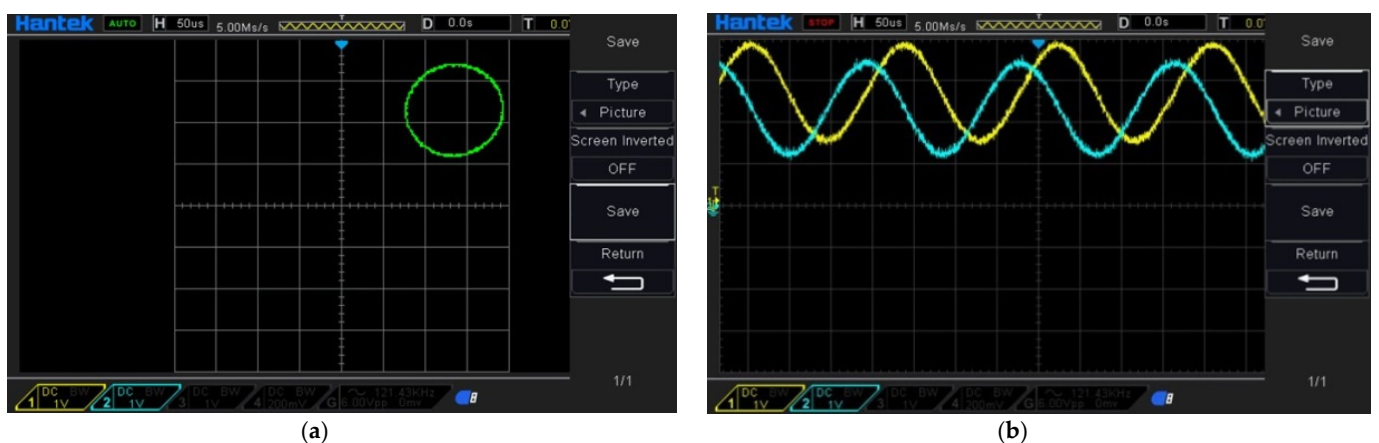 Hantek AUTO H 50us 5.00Ms/s T D 0.0s T 0.0
Save
Type
Picture
Screen Inverted
OFF
Save
Return
1/1
1 DC BW 1V 2 DC BW 1V 3 DC BW 1V 4 DC BW 200mV G 121.43KHz 6.00Vpp 0mv
(a)
Hantek STOP H 50us 5.00Ms/s T D 0.0s T 0.0
Save
Type
Picture
Screen Inverted
OFF
Save
Return
T
1/1
1 DC BW 1V 2 DC BW 1V 3 DC BW 1V 4 DC BW 200mV G 121.43KHz 6.00Vpp 0mv
(b)